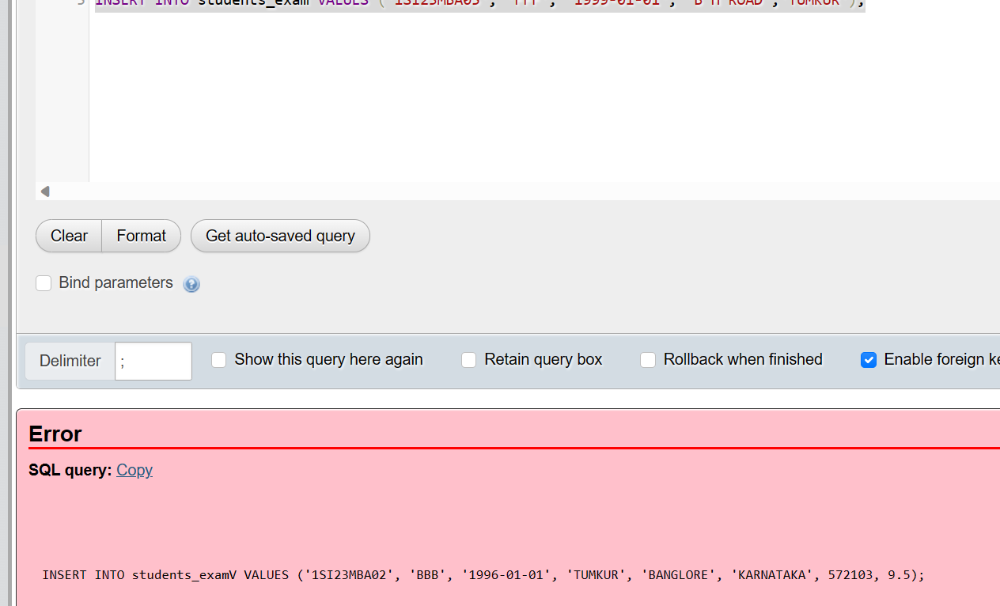 5 INSERT INTO students_exam VALUES ('1SI23MBA05', 'YYY', '1999-01-01', 'B H ROAD','TUMKUR');
Clear Format Get auto-saved query
Bind parameters ?
Delimiter ; Show this query here again Retain query box Rollback when finished Enable foreign ke
Error
SQL query: Copy
INSERT INTO students_examV VALUES ('1SI23MBA02', 'BBB', '1996-01-01', 'TUMKUR', 'BANGLORE', 'KARNATAKA', 572103, 9.5);